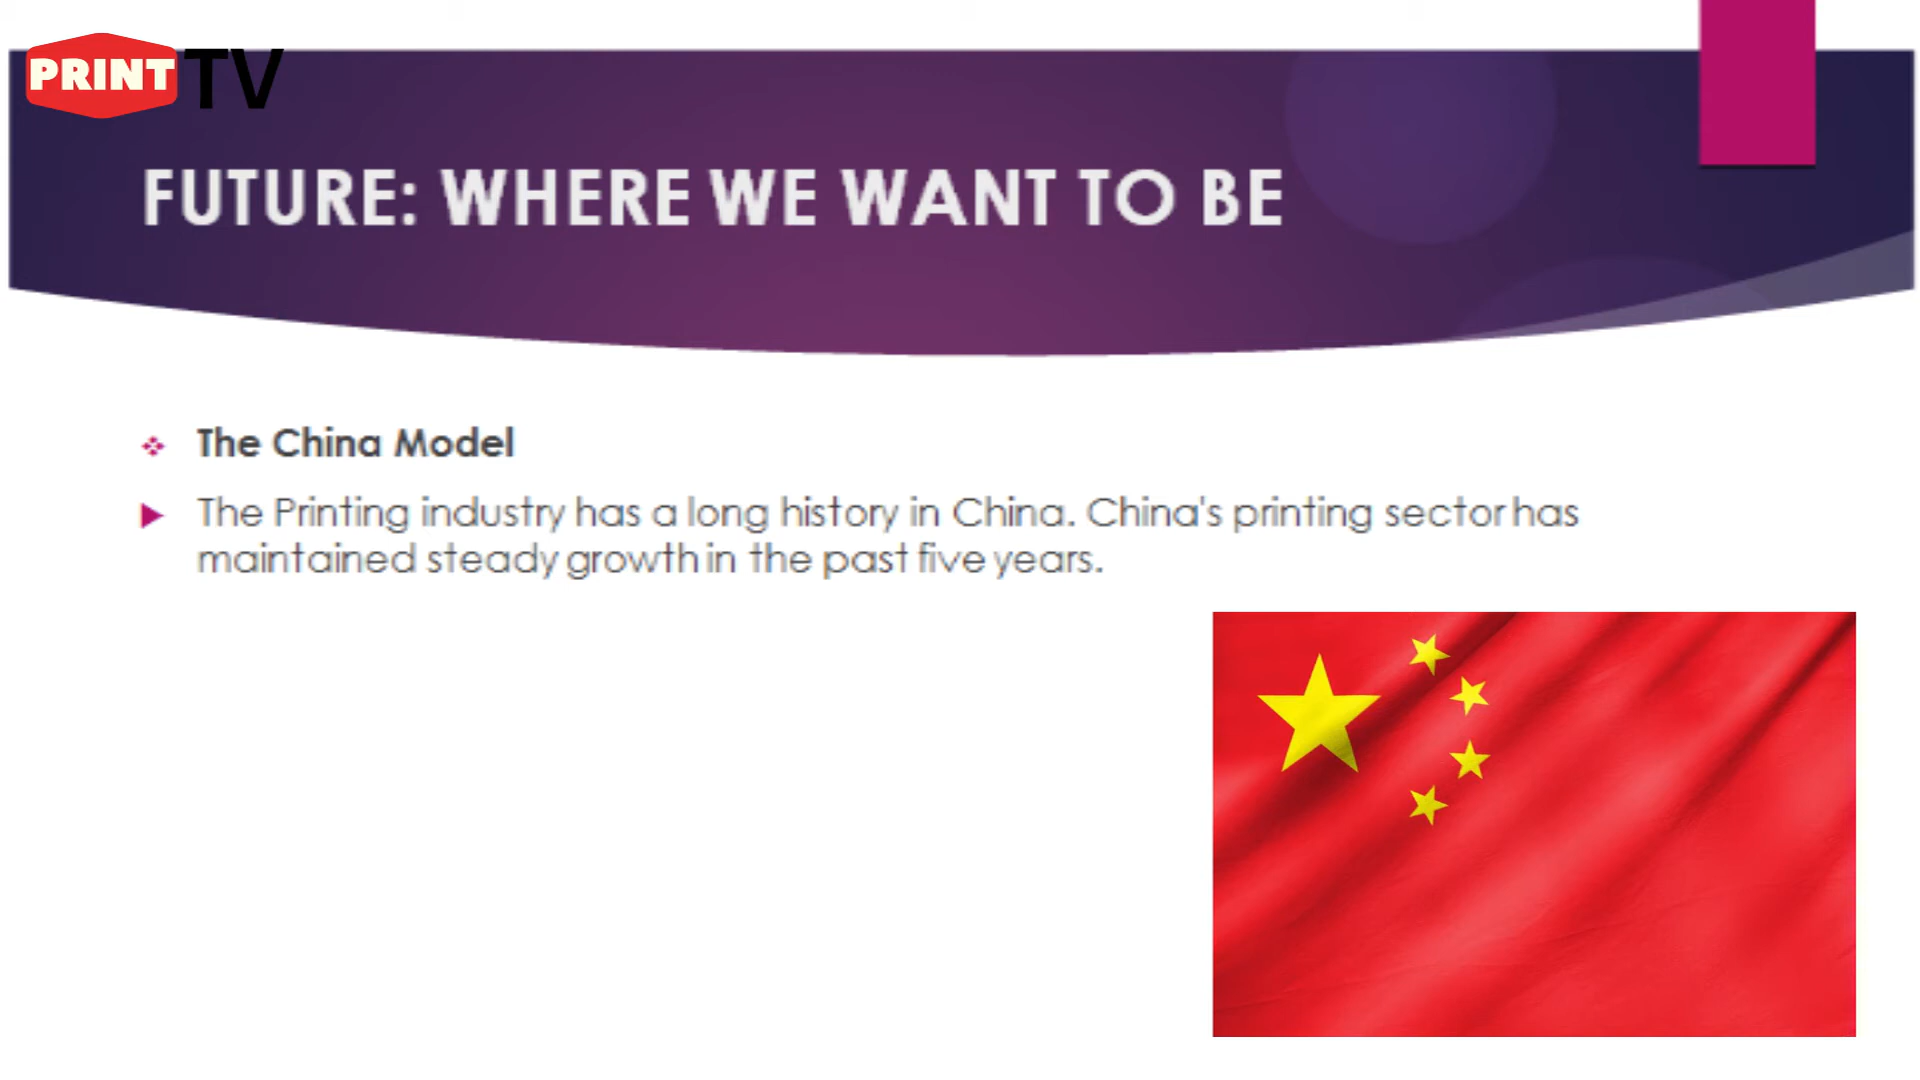 PRINT TV
FUTURE: WHERE WE WANT TO BE
The China Model
The Printing industry has a long history in China. China's printing sector has
maintained steady growth in the past five years.